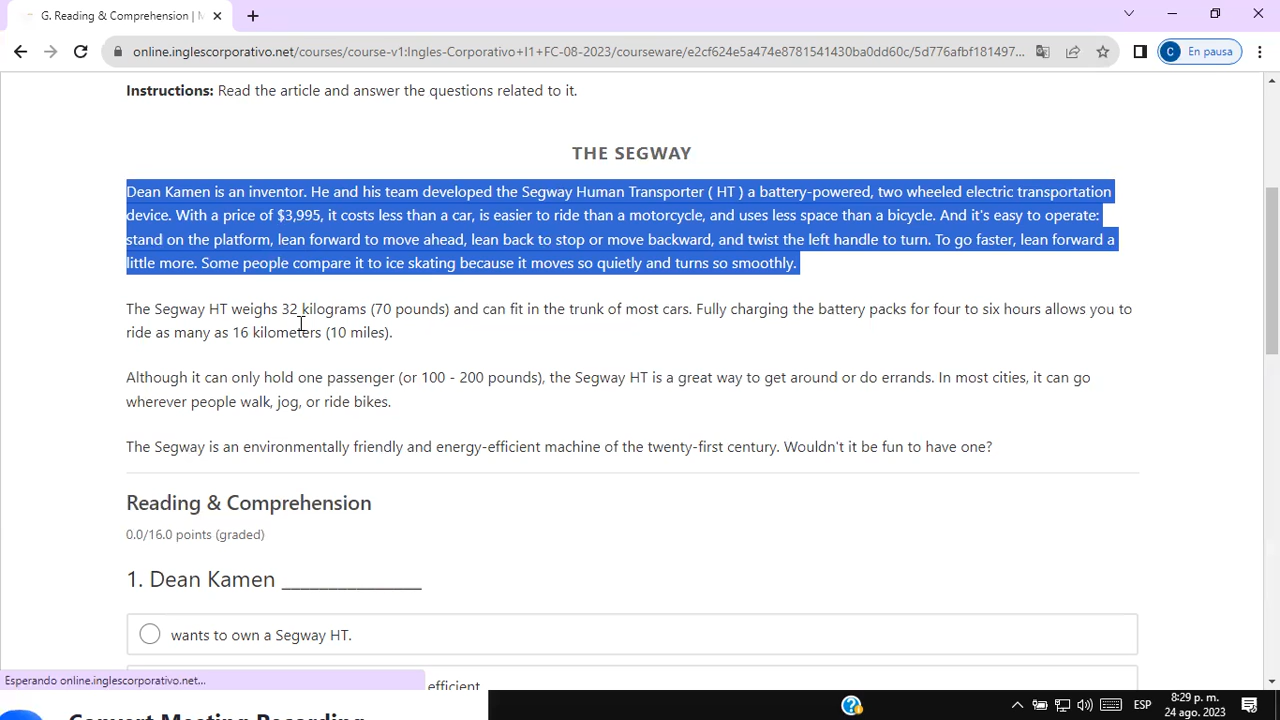 G. Reading & Comprehension |
online.inglescorporativo.net/courses/course-v1:Ingles-Corporativo+I1+FC-08-2023/courseware/e2cf624e5a474e8781541430ba0dd60c/5d776afbf181497...
C En pausa
Instructions: Read the article and answer the questions related to it.
THE SEGWAY
Dean Kamen is an inventor. He and his team developed the Segway Human Transporter ( HT ) a battery-powered, two wheeled electric transportation
device. With a price of $3,995, it costs less than a car, is easier to ride than a motorcycle, and uses less space than a bicycle. And it's easy to operate:
stand on the platform, lean forward to move ahead, lean back to stop or move backward, and twist the left handle to turn. To go faster, lean forward a
little more. Some people compare it to ice skating because it moves so quietly and turns so smoothly.
The Segway HT weighs 32 kilograms (70 pounds) and can fit in the trunk of most cars. Fully charging the battery packs for four to six hours allows you to
ride as many as 16 kilometers (10 miles).
Although it can only hold one passenger (or 100 - 200 pounds), the Segway HT is a great way to get around or do errands. In most cities, it can go
wherever people walk, jog, or ride bikes.
The Segway is an environmentally friendly and energy-efficient machine of the twenty-first century. Wouldn't it be fun to have one?
Reading & Comprehension
0.0/16.0 points (graded)
1. Dean Kamen _______________
wants to own a Segway HT.
efficient
Esperando online.inglescorporativo.net...
Convert Meeting Recording
ESP
8:29 p. m.
24 ago. 2023